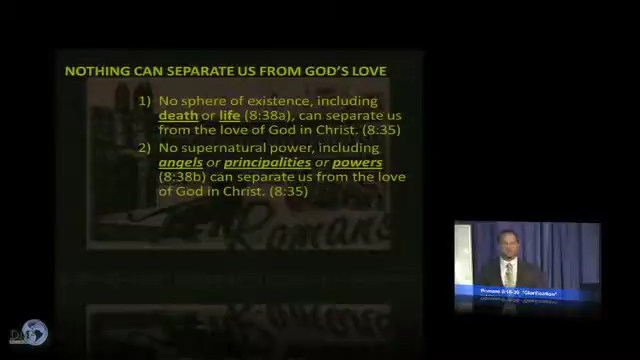 NOTHING CAN SEPARATE US FROM GOD'S LOVE
1) No sphere of existence, including
death or life (8:38a), can separate us
from the love of God in Christ. (8:35)
2) No supernatural power, including
angels or principalities or powers
(8:38b) can separate us from the love
of God in Christ. (8:35)
Romans
"Glorification"